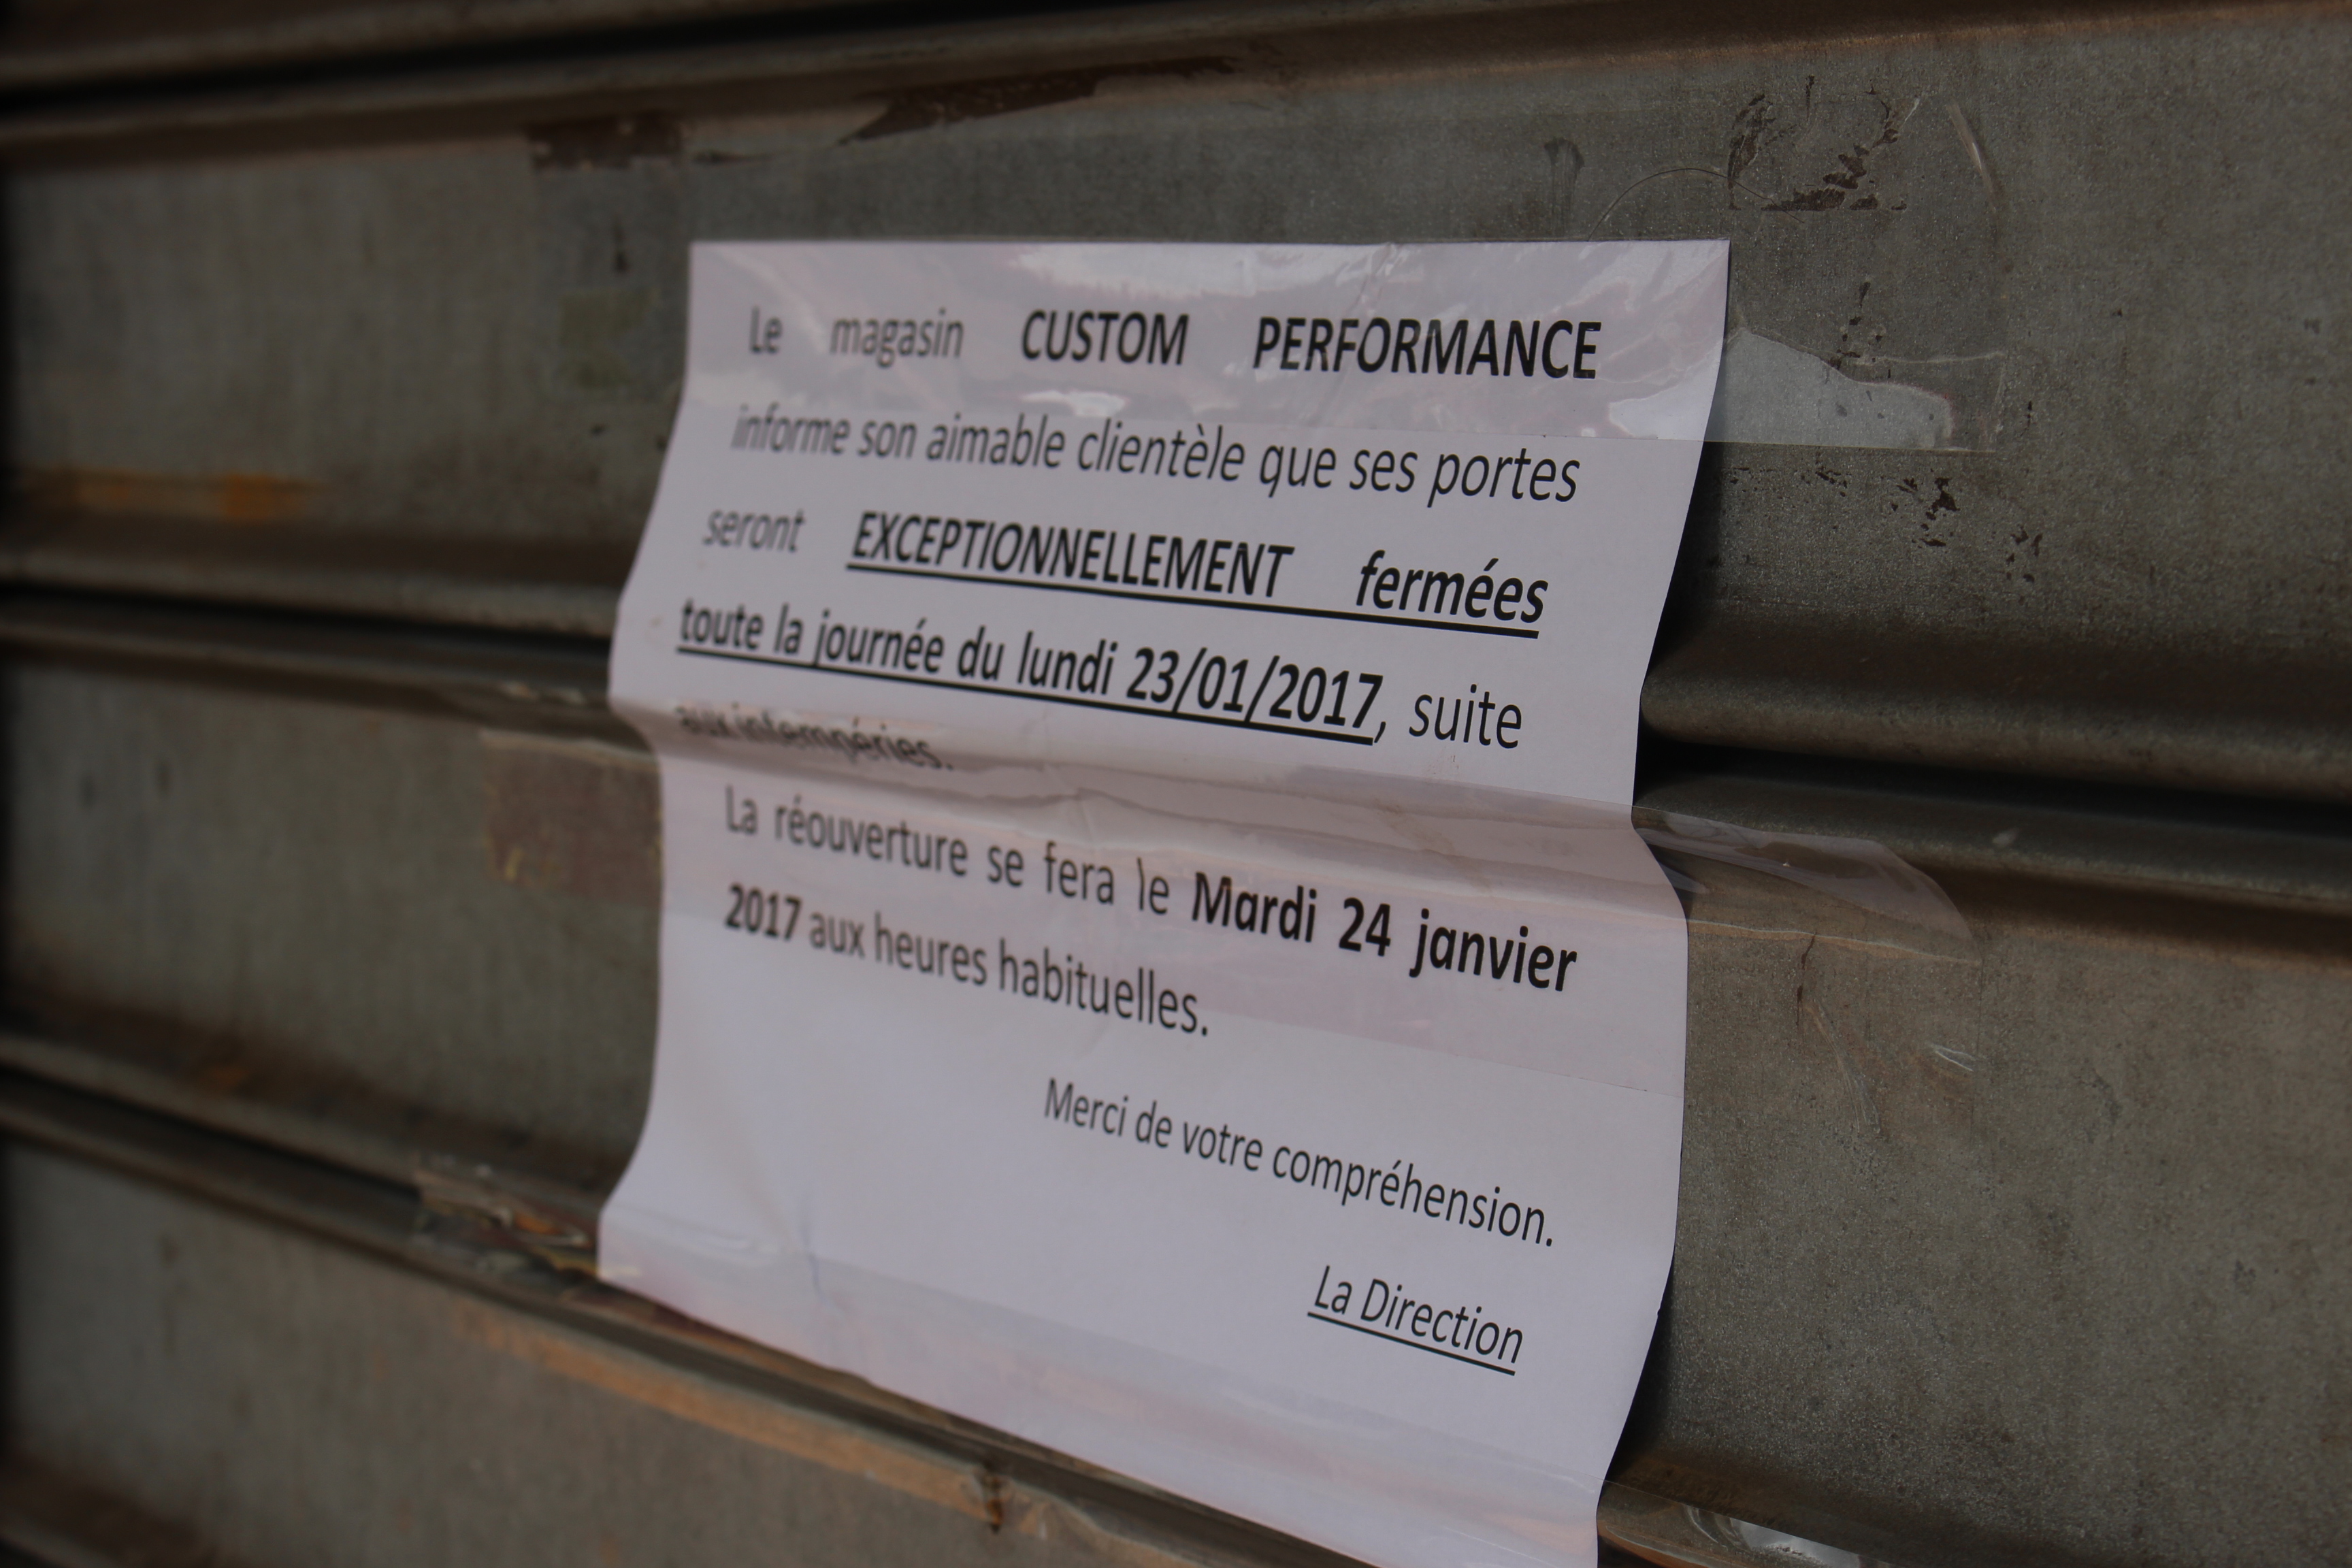 Le magasin CUSTOM PERFORMANCE
informe son aimable clientèle que ses portes
seront EXCEPTIONNELLEMENT fermées
toute la journée du lundi 23/01/2017, suite
aux intempéries.
La réouverture se fera le Mardi 24 janvier
2017 aux heures habituelles.
Merci de votre compréhension.
La Direction